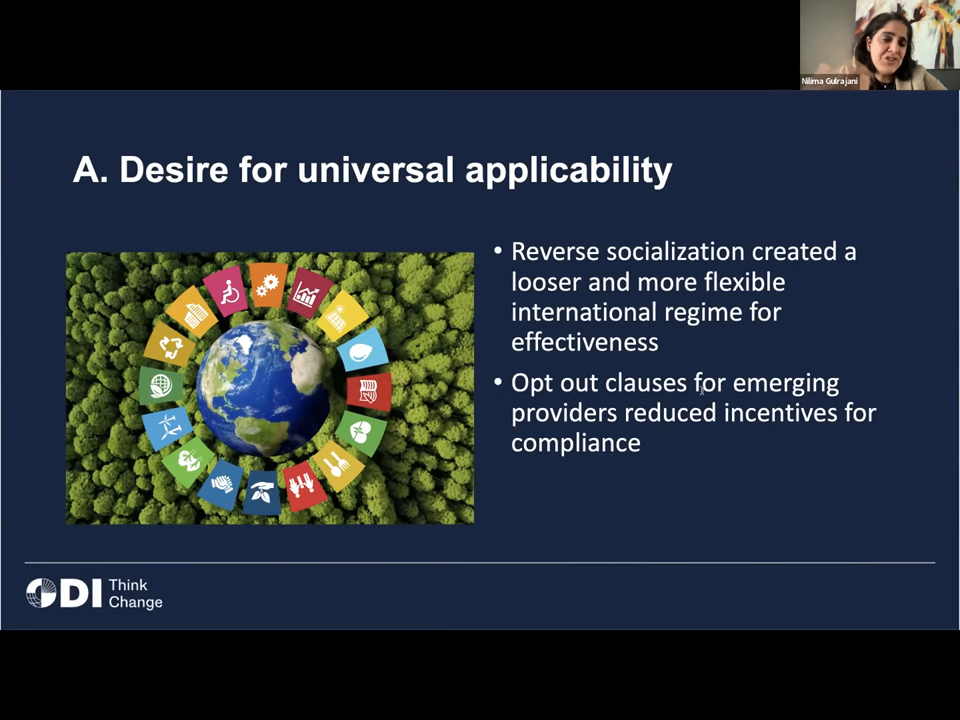 Nilima Gulrajani
A. Desire for universal applicability
• Reverse socialization created a
looser and more flexible
international regime for
effectiveness
• Opt out clauses for emerging
providers reduced incentives for
compliance
ODI Think
Change